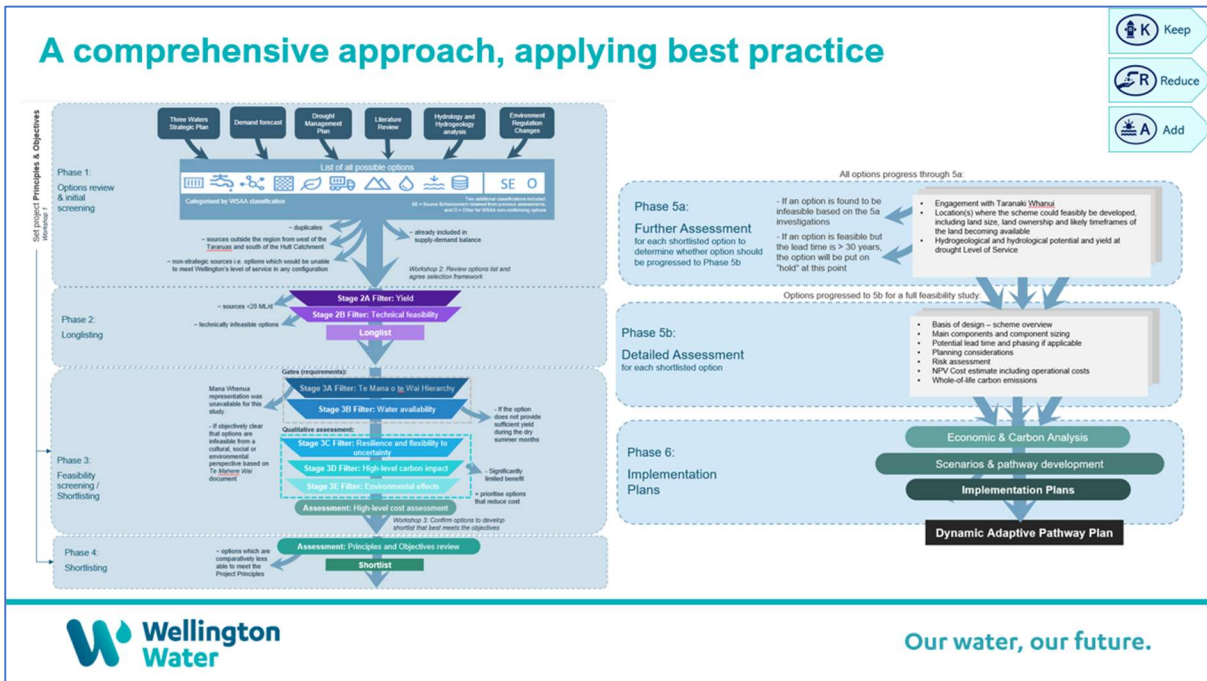 A comprehensive approach, applying best practice
K Keep
R Reduce
A Add
Set project Principles & Objectives
Workshop 1
Phase 1:
Options review
& initial
screening
Three Waters
Strategic Plan
Demand forecast
Drought
Management
Plan
Literature
Review
Hydrology and
Hydrogeology
analysis
Environment
Regulation
Changes
List of all possible options
SE O
Categorised by WSAA classification
Two additional classifications included
SE = Source Enhancement retained from previous assessments,
and O = Other for WSAA non-conforming options
~ duplicates
~ sources outside the region from west of the
Tararuas and south of the Hutt Catchment
~ non-strategic sources i.e. options which would be unable
to meet Wellington's level of service in any configuration
~ already included in
supply-demand balance
Workshop 2: Review options list and
agree selection framework
Phase 2:
Longlisting
~ sources <20 ML/d
~ technically infeasible options
Stage 2A Filter: Yield
Stage 2B Filter: Technical feasibility
Longlist
Phase 3:
Feasibility
screening /
Shortlisting
Gates (requirements):
Mana Whenua
representation was
unavailable for this
study.
- If objectively clear
that options are
infeasible from a
cultural, social or
environmental
perspective based on
Te Mahere Wai
document
Stage 3A Filter: Te Mana o te Wai Hierarchy
Stage 3B Filter: Water availability
- If the option
does not provide
sufficient yield
during the dry
summer months
Qualitative assessment:
Stage 3C Filter: Resilience and flexibility to
uncertainty
Stage 3D Filter: High-level carbon impact
Stage 3E Filter: Environmental effects
- Significantly
limited benefit
+ prioritise options
that reduce cost
Assessment: High-level cost assessment
Workshop 3: Confirm options to develop
shortlist that best meets the objectives
Phase 4:
Shortlisting
~ options which are
comparatively less
able to meet the
Project Principles
Assessment: Principles and Objectives review
Shortlist
All options progress through 5a:
Phase 5a:
Further Assessment
for each shortlisted option to
determine whether option should
be progressed to Phase 5b
- If an option is found to be
infeasible based on the 5a
investigations
- If an option is feasible but
the lead time is > 30 years,
the option will be put on
"hold" at this point
• Engagement with Taranaki Whanui
• Location(s) where the scheme could feasibly be developed,
including land size, land ownership and likely timeframes of
the land becoming available
• Hydrogeological and hydrological potential and yield at
drought Level of Service
Options progressed to 5b for a full feasibility study:
Phase 5b:
Detailed Assessment
for each shortlisted option
• Basis of design – scheme overview
• Main components and component sizing
• Potential lead time and phasing if applicable
• Planning considerations
• Risk assessment
• NPV Cost estimate including operational costs
• Whole-of-life carbon emissions
Phase 6:
Implementation
Plans
Economic & Carbon Analysis
Scenarios & pathway development
Implementation Plans
Dynamic Adaptive Pathway Plan
Wellington
Water
Our water, our future.